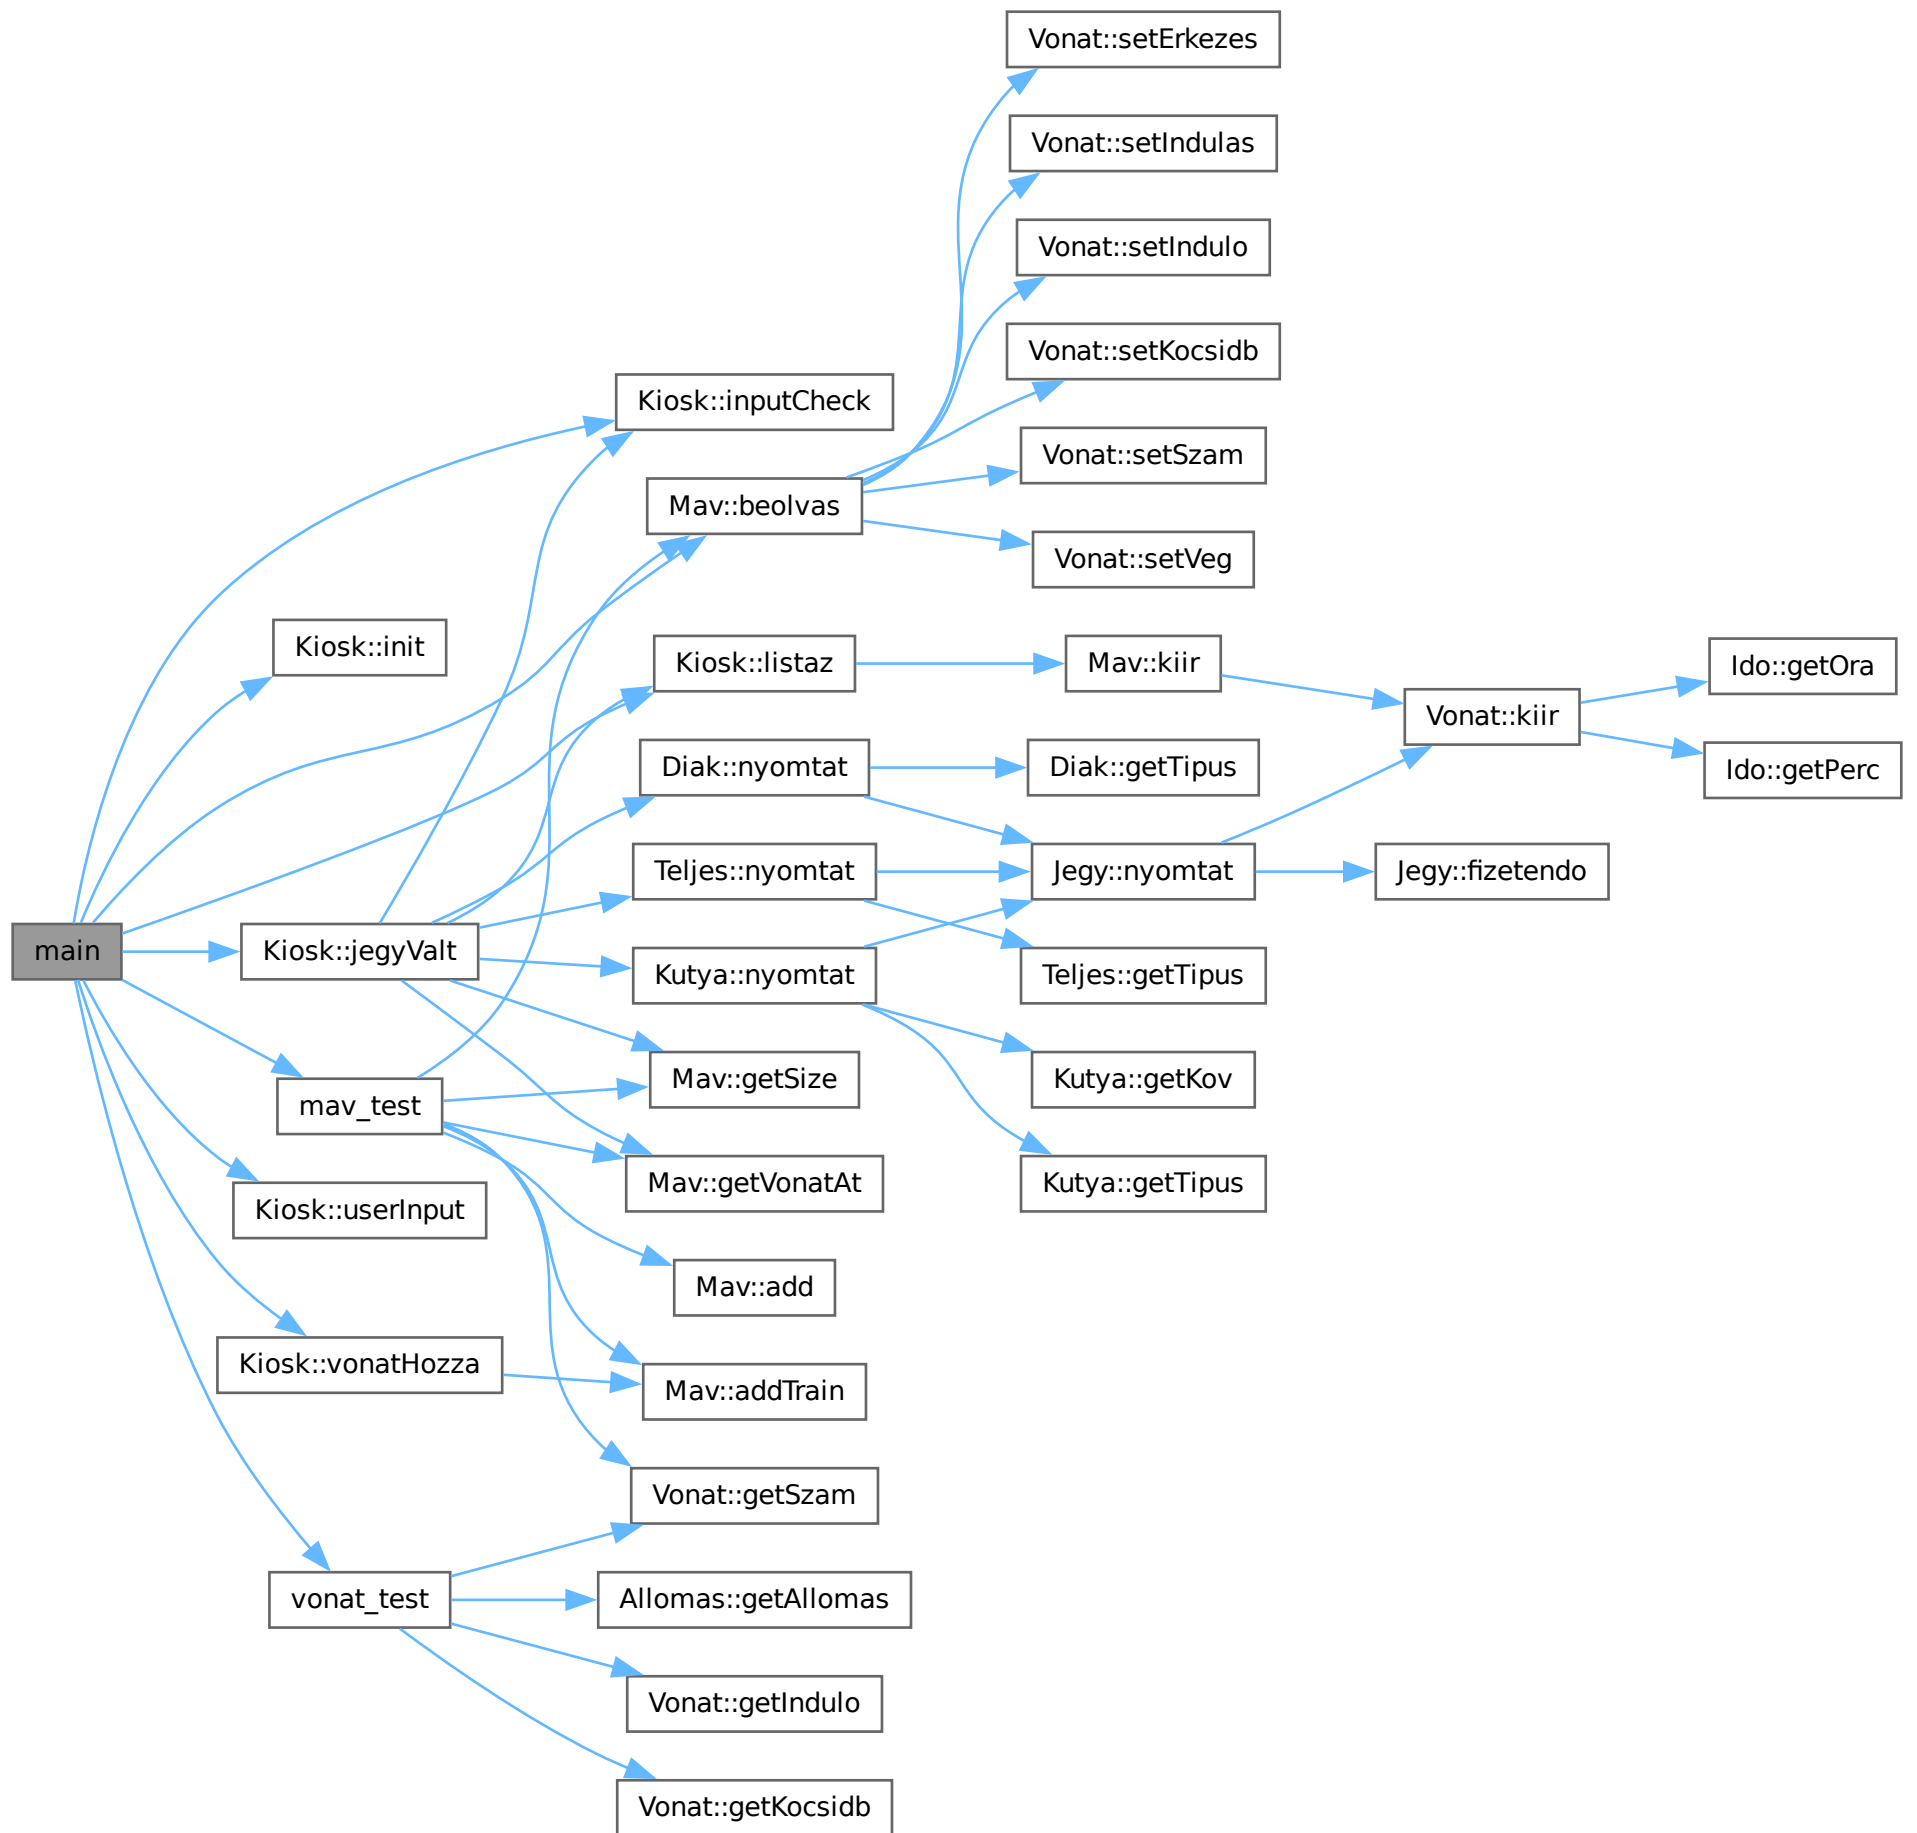 Vonat::setErkezes
Vonat::setIndulas
Vonat::setIndulo
Vonat::setKocsidb
Kiosk::inputCheck
Vonat::setSzam
Mav::beolvas
Vonat::setVeg
Kiosk::init
Kiosk::listaz
Mav::kiir
Ido::getOra
Vonat::kiir
Diak::nyomtat
Diak::getTipus
Ido::getPerc
Teljes::nyomtat
Jegy::nyomtat
Jegy::fizetendo
main
Kiosk::jegyValt
Kutya::nyomtat
Teljes::getTipus
Mav::getSize
Kutya::getKov
mav_test
Mav::getVonatAt
Kutya::getTipus
Kiosk::userInput
Mav::add
Kiosk::vonatHozza
Mav::addTrain
Vonat::getSzam
vonat_test
Allomas::getAllomas
Vonat::getIndulo
Vonat::getKocsidb